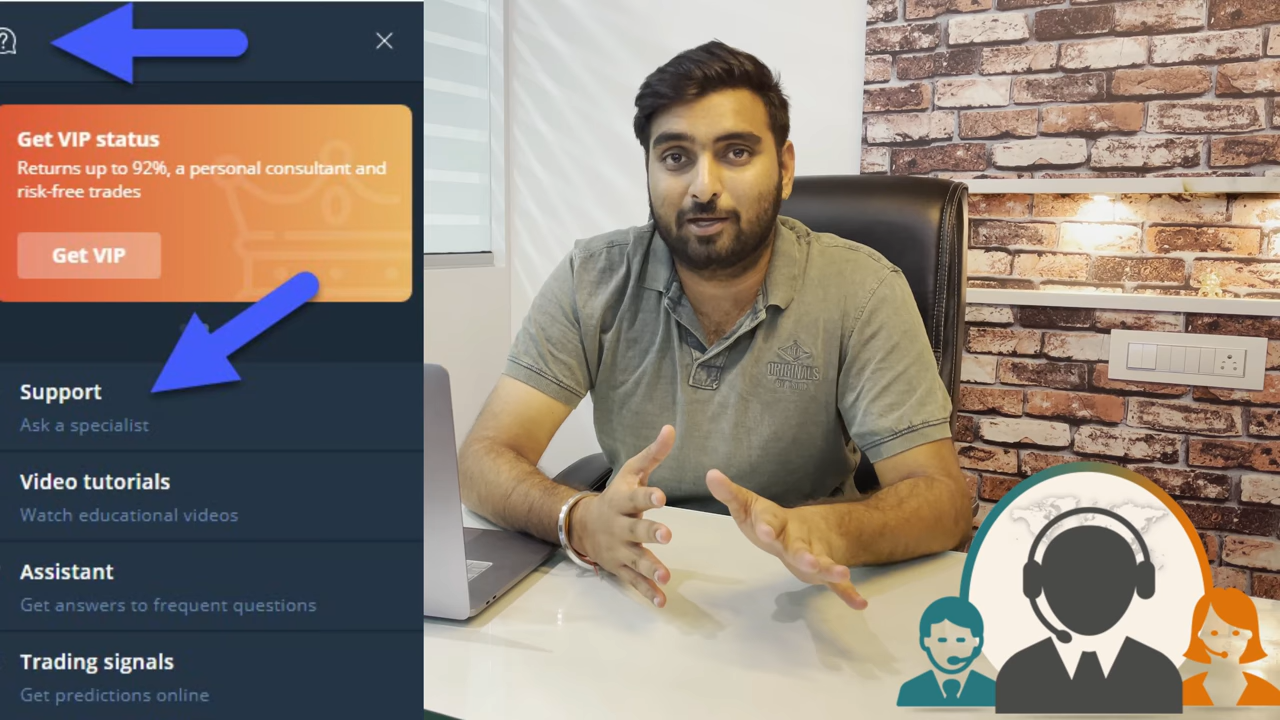 Get VIP status
Returns up to 92%, a personal consultant and
risk-free trades
Get VIP
Support
Ask a specialist
Video tutorials
Watch educational videos
Assistant
Get answers to frequent questions
Trading signals
Get predictions online
ORIGINALS